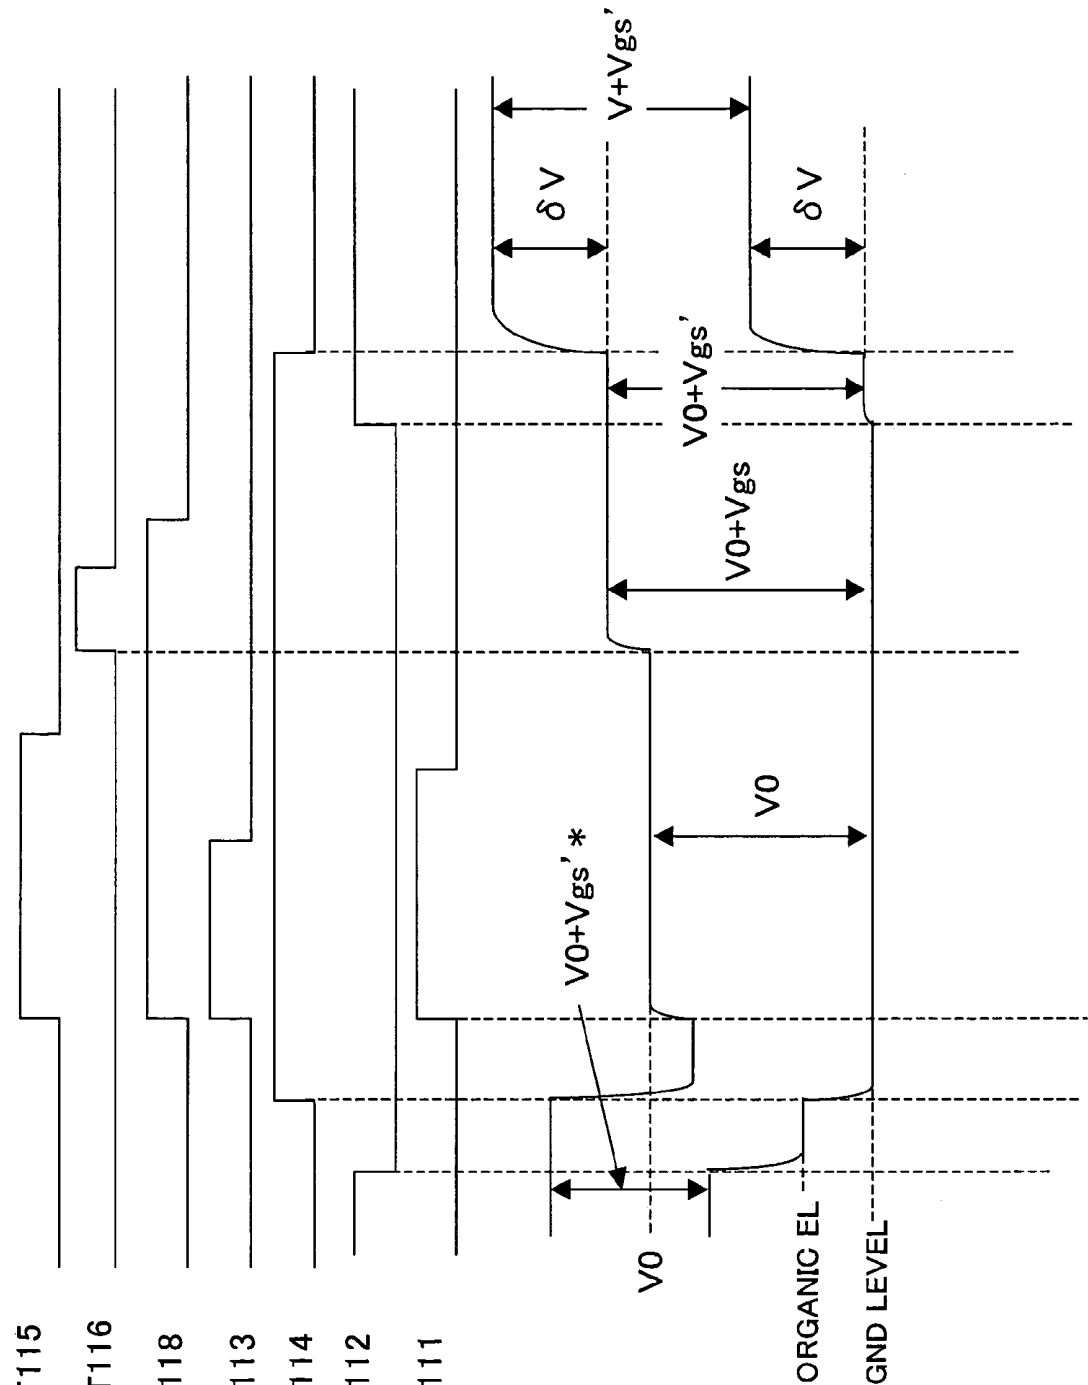 T115
T116
118
113
114
112
111
V0
ORGANIC EL
GND LEVEL
V0+Vgs' *
V0
V0+Vgs
V0+Vgs'
δV
δV
V+Vgs'